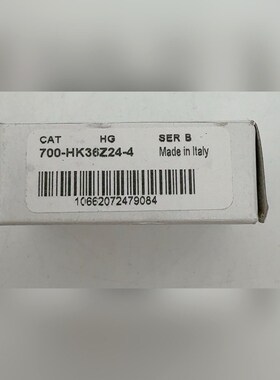 CAT HG SER B
700-HK36Z24-4 Made in Italy
10662072479084